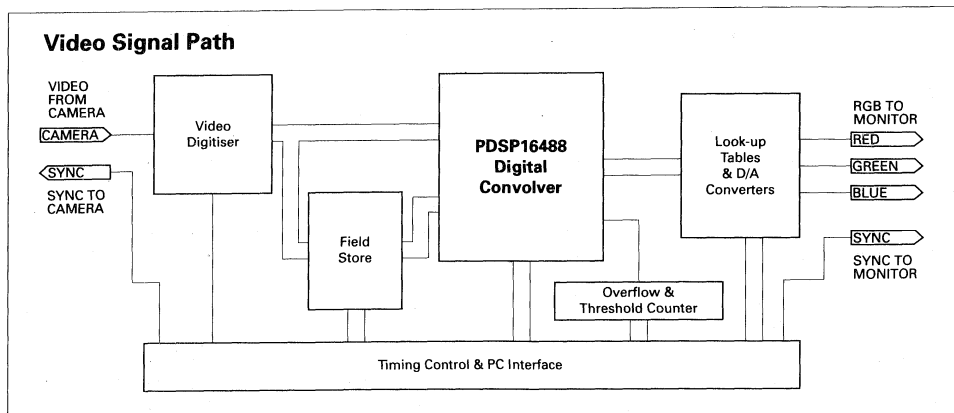 Video Signal Path
VIDEO
FROM
CAMERA
CAMERA
SYNC
SYNC TO
CAMERA
Video
Digitiser
Field
Store
PDSP16488
Digital
Convolver
Overflow &
Threshold Counter
Look-up
Tables
& D/A
Converters
RGB TO
MONITOR
RED
GREEN
BLUE
SYNC
SYNC TO
MONITOR
Timing Control & PC Interface